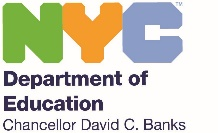 NYC
Department of
Education
Chancellor David C. Banks